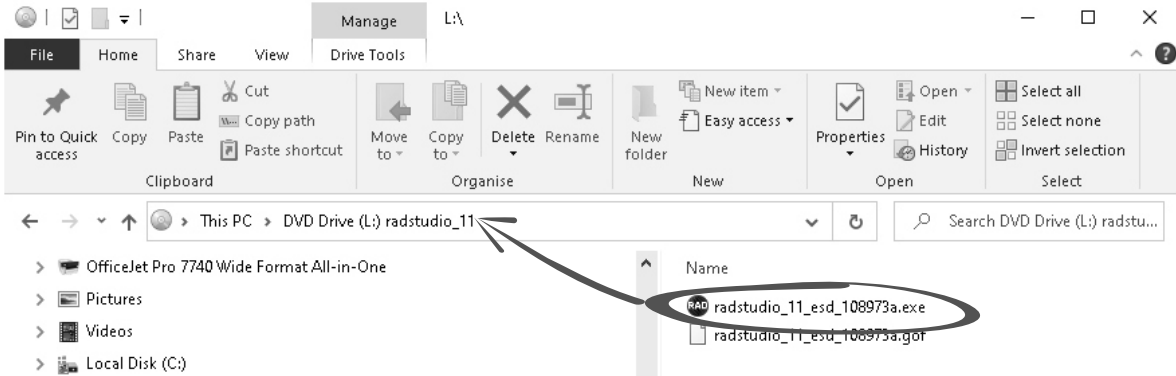 Manage
L:\
File
Home
Share
View
Drive Tools
Pin to Quick access
Copy
Paste
Cut
Copy path
Paste shortcut
Clipboard
Move to
Copy to
Delete
Rename
Organise
New folder
New item
Easy access
New
Properties
Open
Edit
History
Open
Select all
Select none
Invert selection
Select
This PC > DVD Drive (L:) radstudio_11
Search DVD Drive (L:) radstu...
OfficeJet Pro 7740 Wide Format All-in-One
Pictures
Videos
Local Disk (C:)
Name
RAD
radstudio_11_esd_108973a.exe
radstudio_11_esd_108973a.gof